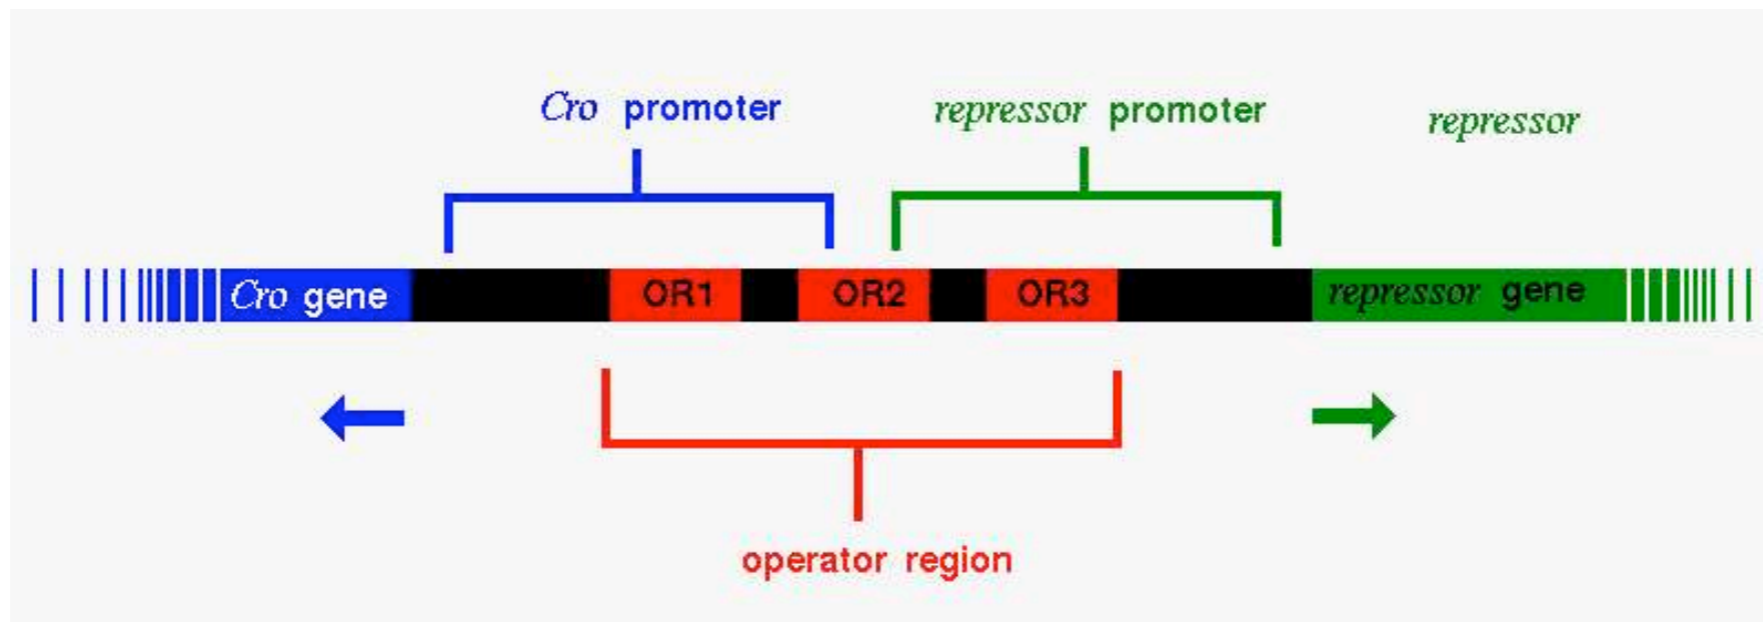 Cro promoter
repressor promoter
repressor
Cro gene
OR1
OR2
OR3
repressor gene
operator region